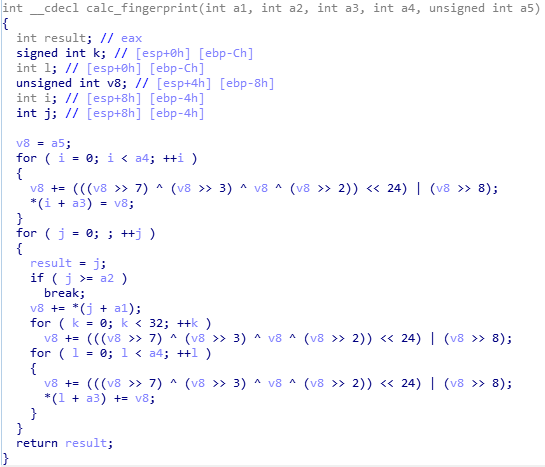 int __cdecl calc_fingerprint(int a1, int a2, int a3, int a4, unsigned int a5)
{
  int result; // eax
  signed int k; // [esp+0h] [ebp-Ch]
  int l; // [esp+0h] [ebp-Ch]
  unsigned int v8; // [esp+4h] [ebp-8h]
  int i; // [esp+8h] [ebp-4h]
  int j; // [esp+8h] [ebp-4h]

  v8 = a5;
  for ( i = 0; i < a4; ++i )
  {
    v8 += (((v8 >> 7) ^ (v8 >> 3) ^ v8 ^ (v8 >> 2)) << 24) | (v8 >> 8);
    *(i + a3) = v8;
  }
  for ( j = 0; ; ++j )
  {
    result = j;
    if ( j >= a2 )
      break;
    v8 += *(j + a1);
    for ( k = 0; k < 32; ++k )
      v8 += (((v8 >> 7) ^ (v8 >> 3) ^ v8 ^ (v8 >> 2)) << 24) | (v8 >> 8);
    for ( l = 0; l < a4; ++l )
    {
      v8 += (((v8 >> 7) ^ (v8 >> 3) ^ v8 ^ (v8 >> 2)) << 24) | (v8 >> 8);
      *(l + a3) += v8;
    }
  }
  return result;
}